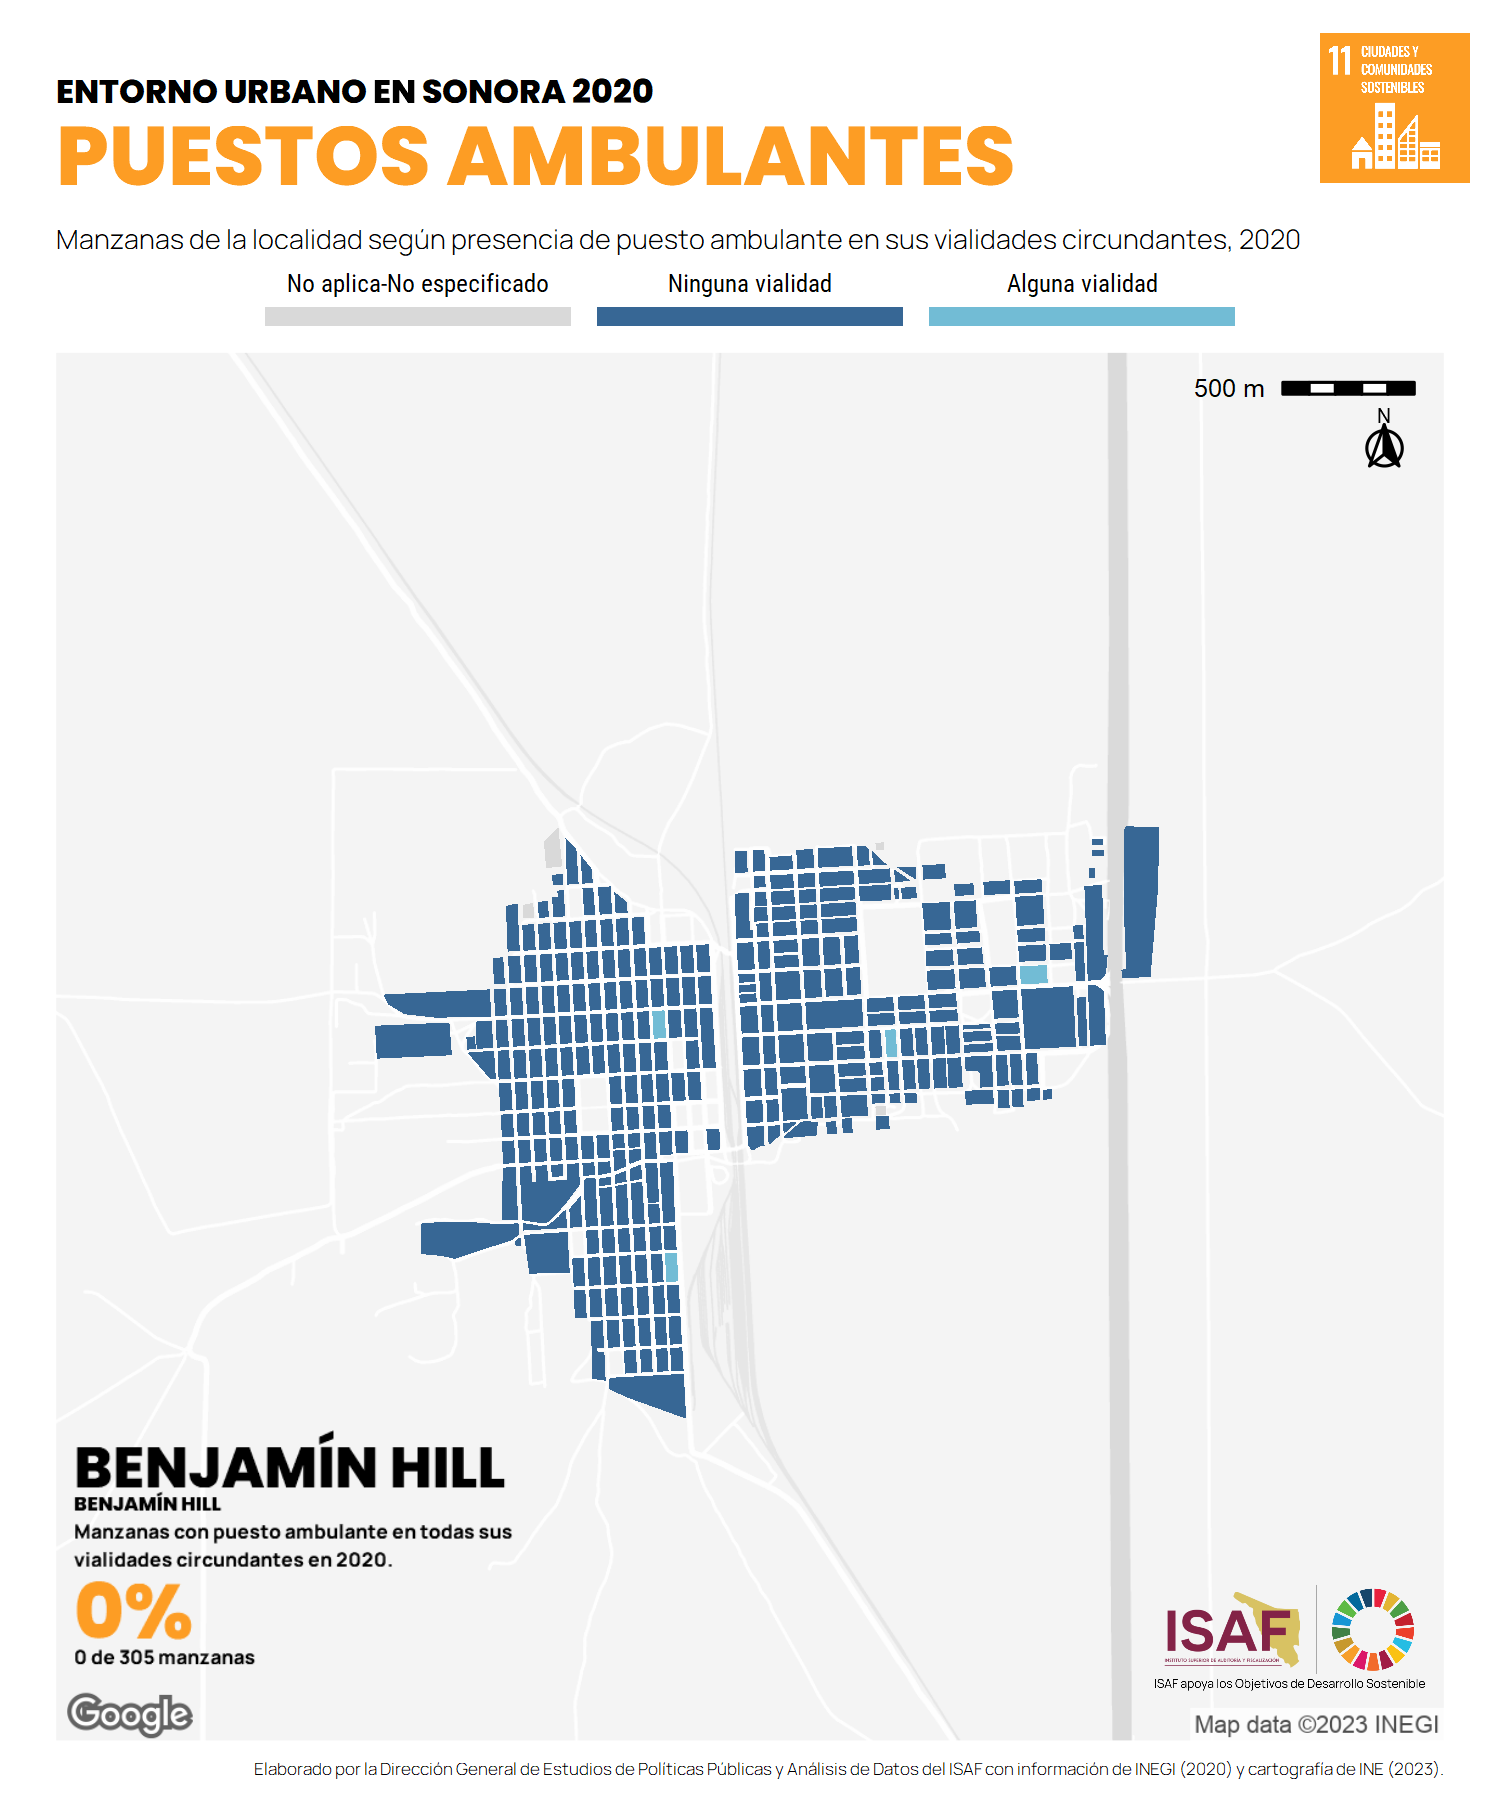 11 CIUDADES Y
COMUNIDADES
SOSTENIBLES
ENTORNO URBANO EN SONORA 2020
PUESTOS AMBULANTES
Manzanas de la localidad según presencia de puesto ambulante en sus vialidades circundantes, 2020
No aplica-No especificado Ninguna vialidad Alguna vialidad
500 m
N
BENJAMÍN HILL
BENJAMÍN HILL
Manzanas con puesto ambulante en todas sus
vialidades circundantes en 2020.
0%
0 de 305 manzanas
Google
ISAF
INSTITUTO SUPERIOR DE AUDITORÍA Y FISCALIZACIÓN
ISAF apoya los Objetivos de Desarrollo Sostenible
Map data ©2023 INEGI
Elaborado por la Dirección General de Estudios de Políticas Públicas y Análisis de Datos del ISAF con información de INEGI (2020) y cartografía de INE (2023).